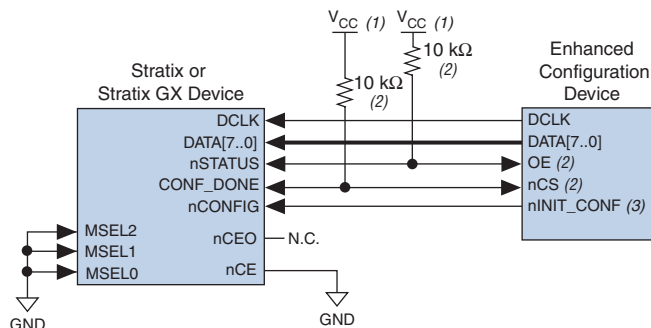 VCC (1)
VCC (1)
10 kΩ
(2)
10 kΩ
(2)
Stratix or
Stratix GX Device
Enhanced
Configuration
Device
DCLK
DATA[7..0]
nSTATUS
CONF_DONE
nCONFIG
nCEO
N.C.
nCE
MSEL2
MSEL1
MSEL0
GND
GND
DCLK
DATA[7..0]
OE (2)
nCS (2)
nINIT_CONF (3)